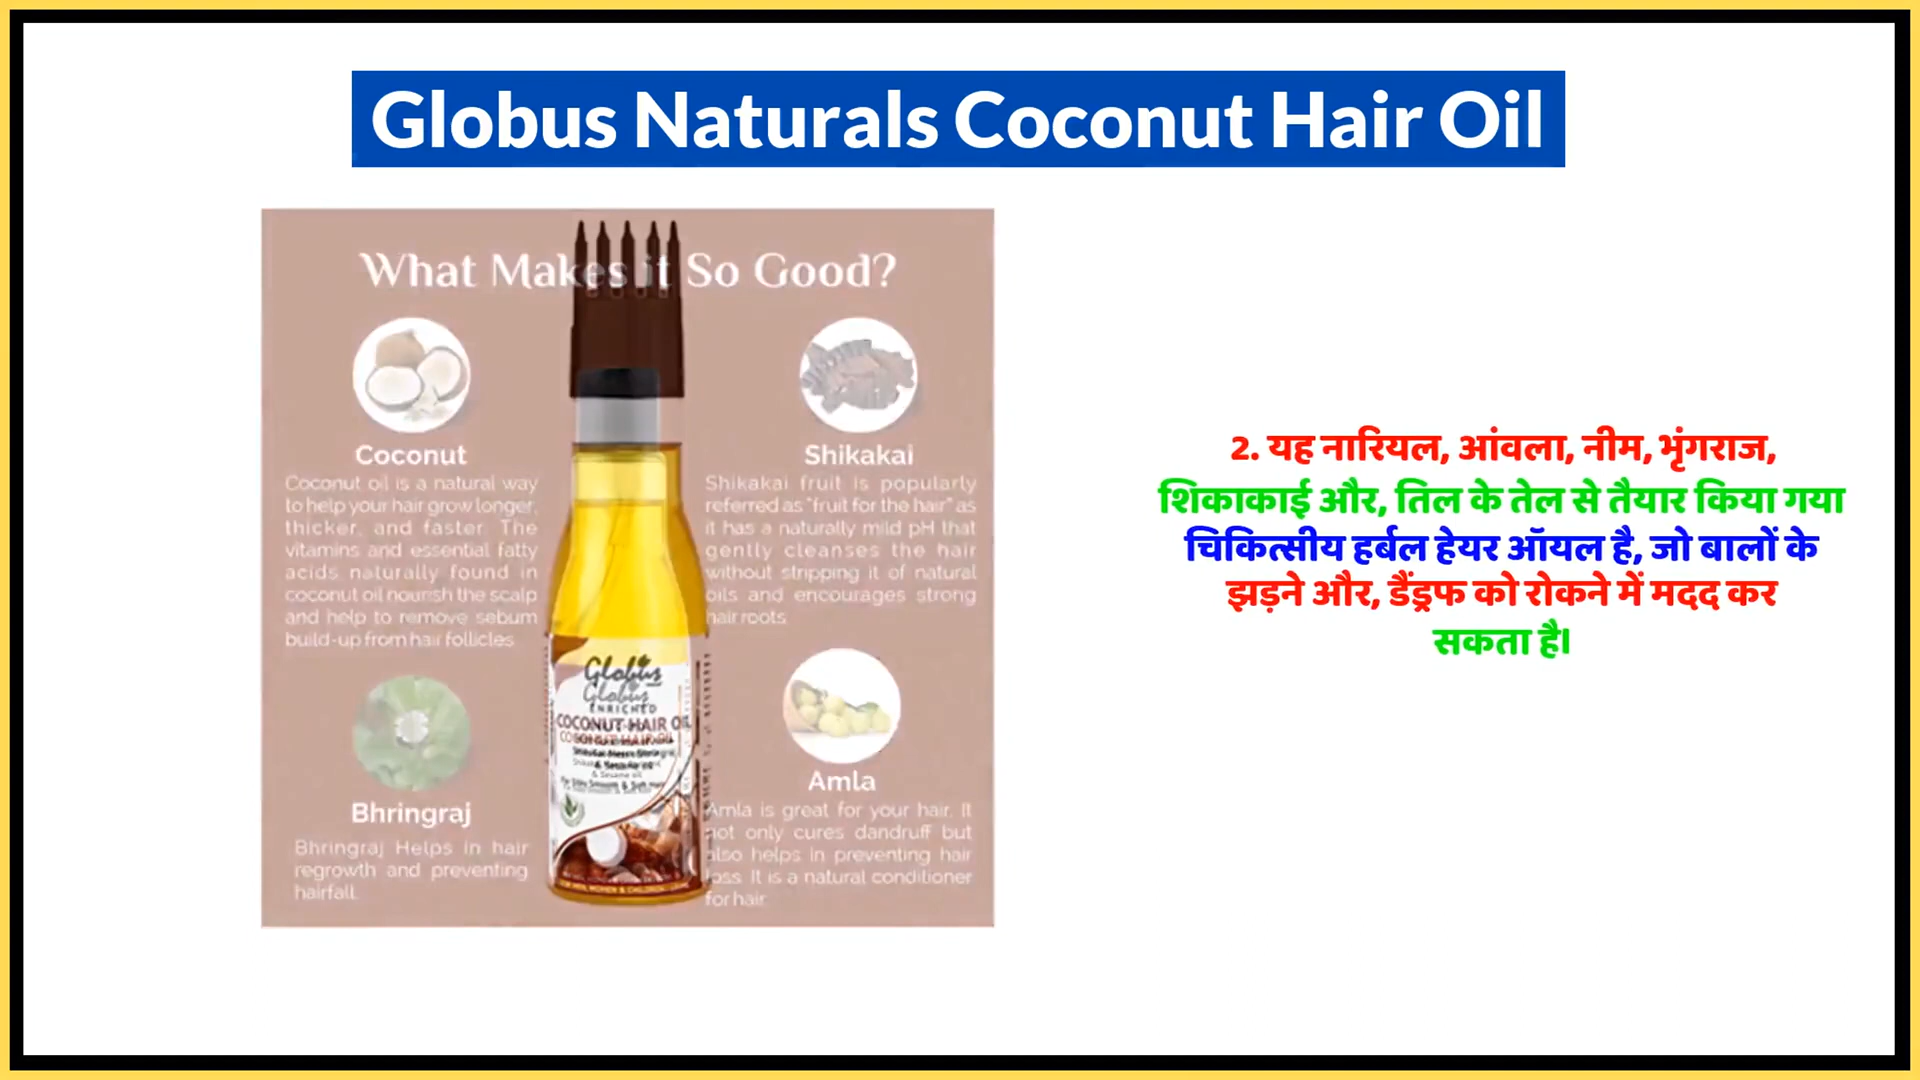 Globus Naturals Coconut Hair Oil
What Makes it So Good?
Coconut
Coconut oil is a natural way
to help your hair grow longer,
thicker, and faster. The
vitamins and essential fatty
acids naturally found in
coconut oil nourish the scalp
and help to remove sebum
build-up from hair follicles.
Shikakai
Shikakai fruit is popularly
referred as "fruit for the hair" as
it has a naturally mild pH that
gently cleanses the hair
without stripping it of natural
oils and encourages strong
hair roots.
Bhringraj
Bhringraj Helps in hair
regrowth and preventing
hairfall.
Amla
Amla is great for your hair. It
not only cures dandruff but
also helps in preventing hair
loss. It is a natural conditioner
for hair.
Globus
Globus
ENRICHED
COCONUT HAIR OIL
COCONUT HAIR OIL
& Sesame oil
2. यह नारियल, आंवला, नीम, भृंगराज,
शिकाकाई और, तिल के तेल से तैयार किया गया
चिकित्सीय हर्बल हेयर ऑयल है, जो बालों के
झड़ने और, डैंड्रफ को रोकने में मदद कर
सकता है।